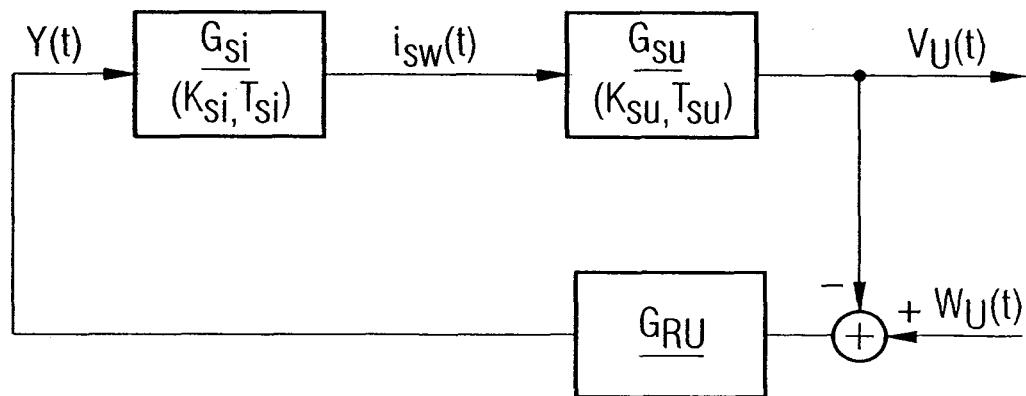 Y(t)
G_Si
(K_Si, T_Si)
i_SW(t)
G_SU
(K_SU, T_SU)
V_U(t)
−
+ W_U(t)
+
G_RU